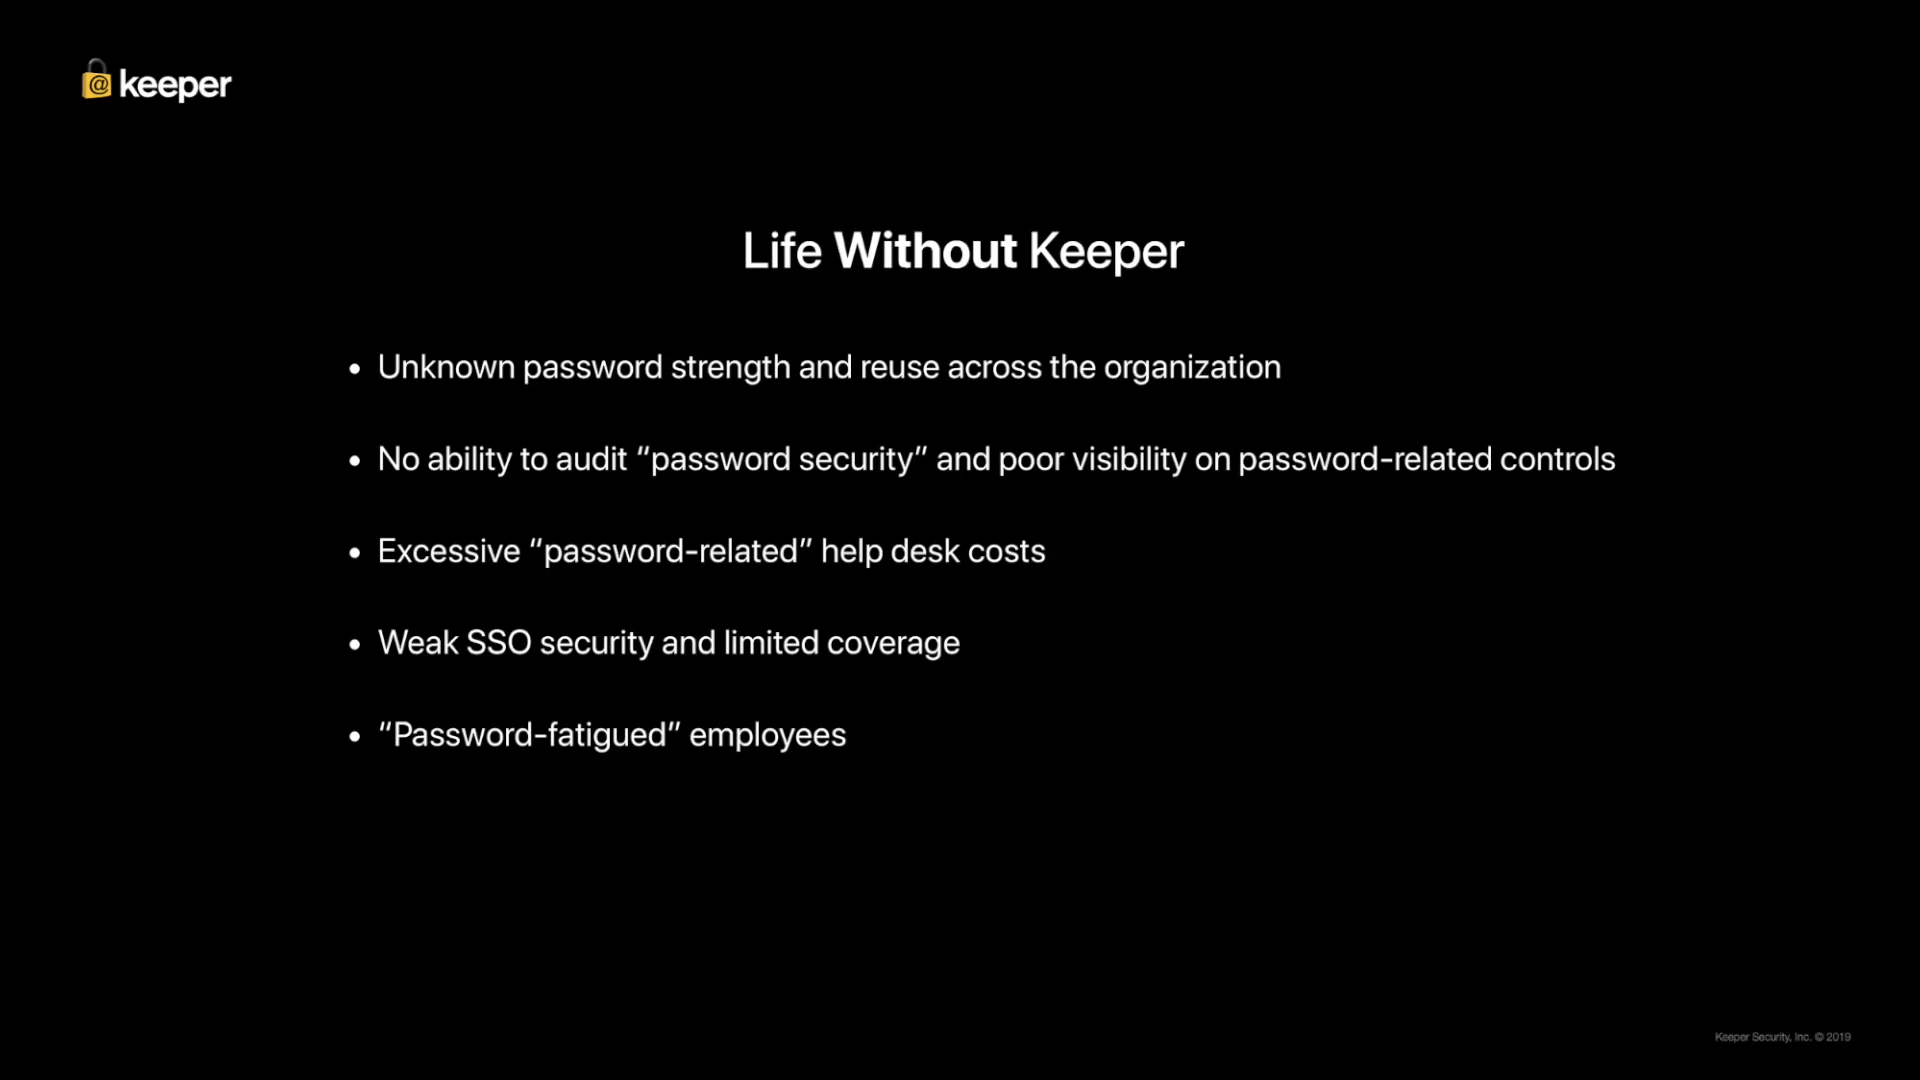 @ keeper
Life Without Keeper
• Unknown password strength and reuse across the organization
• No ability to audit “password security” and poor visibility on password-related controls
• Excessive “password-related” help desk costs
• Weak SSO security and limited coverage
• “Password-fatigued” employees
Keeper Security, Inc. © 2019